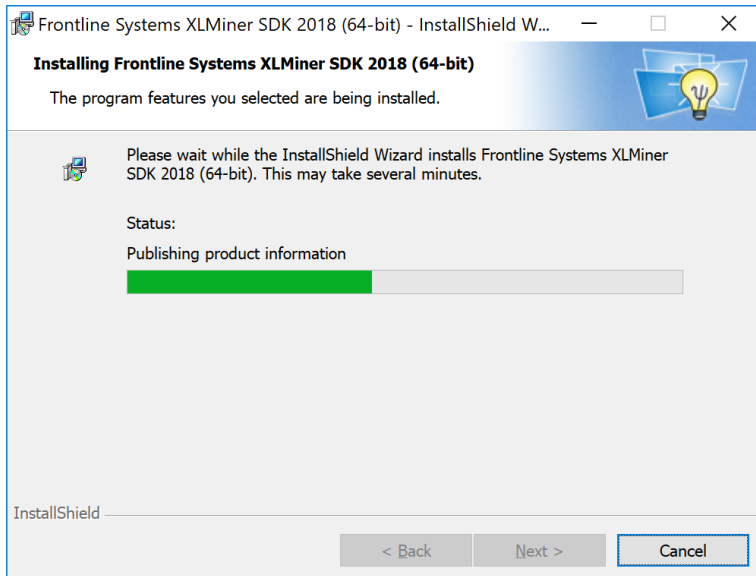 Frontline Systems XLMiner SDK 2018 (64-bit) - InstallShield W...
Installing Frontline Systems XLMiner SDK 2018 (64-bit)
The program features you selected are being installed.
ψ
Please wait while the InstallShield Wizard installs Frontline Systems XLMiner
SDK 2018 (64-bit). This may take several minutes.
Status:
Publishing product information
InstallShield
< Back
Next >
Cancel